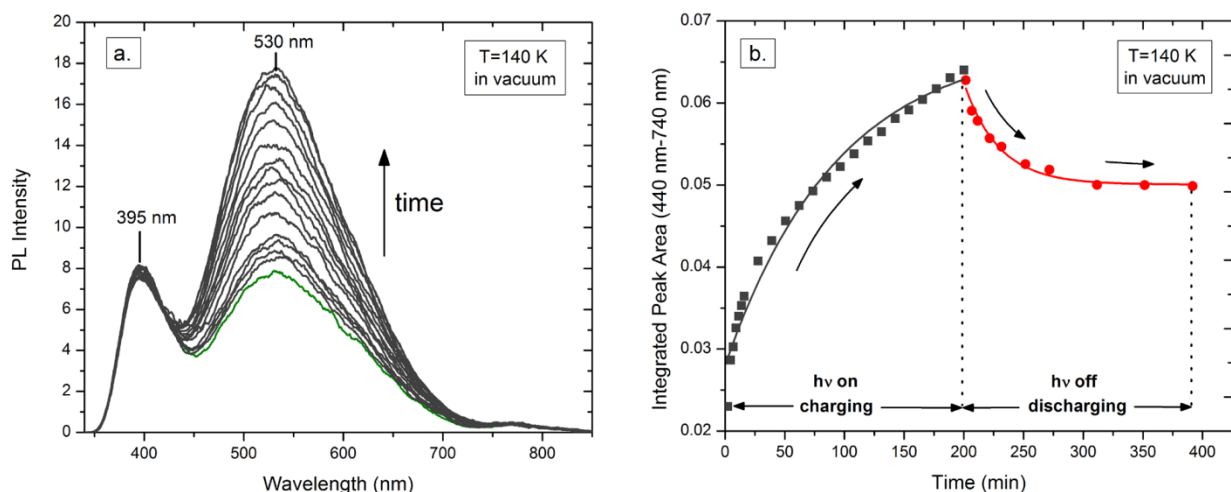 a.
T=140 K
in vacuum
530 nm
395 nm
time
PL Intensity
20
18
16
14
12
10
8
6
4
2
0
400
500
600
700
800
Wavelength (nm)
b.
T=140 K
in vacuum
Integrated Peak Area (440 nm-740 nm)
0.07
0.06
0.05
0.04
0.03
0.02
hν on
charging
hν off
discharging
0
50
100
150
200
250
300
350
400
Time (min)